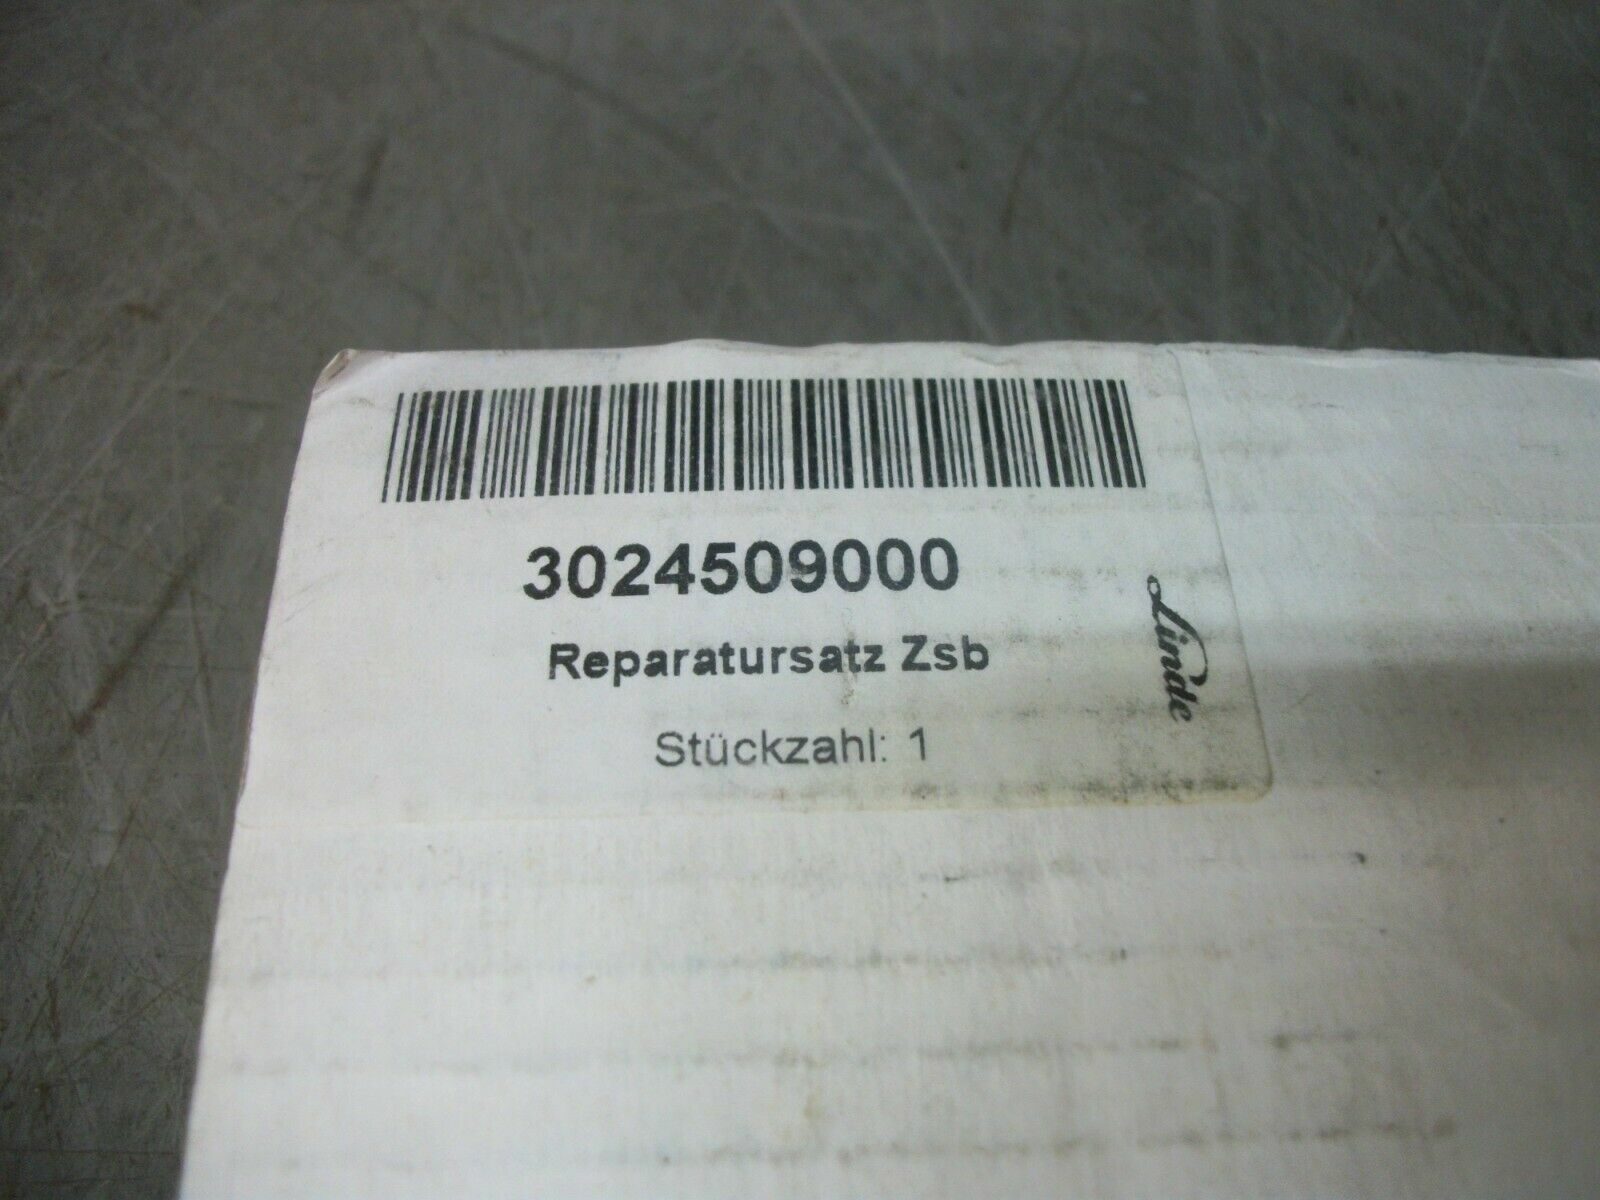 3024509000
Reparatursatz Zsb
Stückzahl: 1
Linde